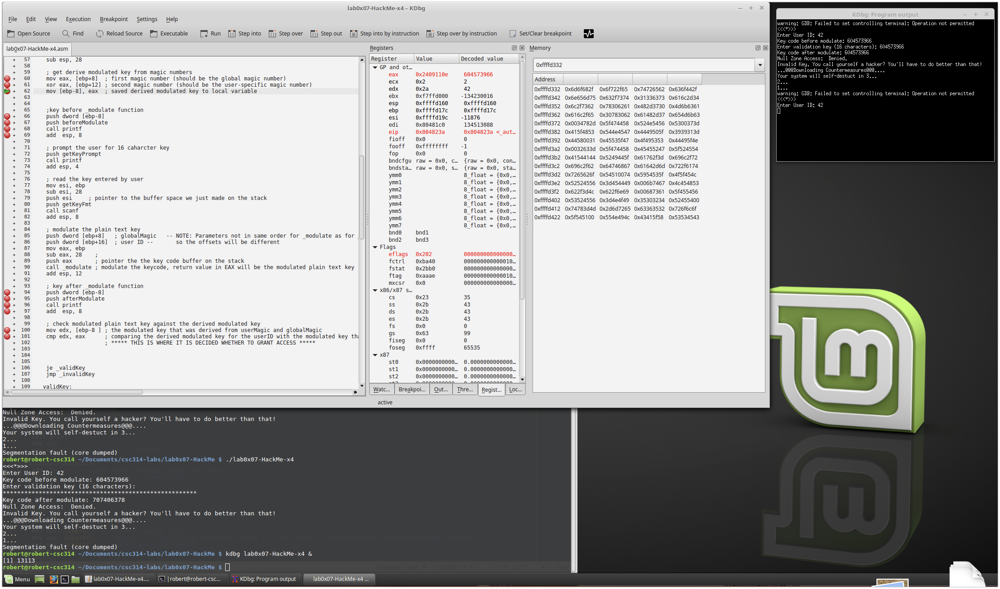 lab0x07-HackMe-x4 – KDbg
File Edit View Execution Breakpoint Settings Help
Open Source Find Reload Source Executable Run Step into Step over Step out Step into by instruction Step over by instruction Set/Clear breakpoint
lab0x07-HackMe-x4.asm
+ 57 sub esp, 28
+ 58
+ 59 ; get derive modulated key from magic numbers
+ 60 mov eax, [ebp+8] ; first magic number (should be the global magic number)
+ 61 xor eax, [ebp+12] ; second magic number (should be the user-specific magic number)
+ 62 mov [ebp-8], eax ; saved derived modulated key to local variable
+ 63
+ 64
+ 65 ;key before _modulate function
+ 66 push dword [ebp-8]
+ 67 push beforeModulate
+ 68 call printf
+ 69 add esp, 8
+ 70
+ 71 ; prompt the user for 16 caharcter key
+ 72 push getKeyPrompt
+ 73 call printf
+ 74 add esp, 4
+ 75
+ 76 ; read the key entered by user
+ 77 mov esi, ebp
+ 78 sub esi, 28
+ 79 push esi ; pointer to the buffer space we just made on the stack
+ 80 push getKeyFmt
+ 81 call scanf
+ 82 add esp, 8
+ 83
+ 84 ; modulate the plain text key
+ 85 push dword [ebp+8] ; globalMagic -- NOTE: Parameters not in same order for _modulate as for _
+ 86 push dword [ebp+16] ; user ID -- so the offsets will be different
+ 87 mov eax, ebp
+ 88 sub eax, 28 ;
+ 89 push eax ; pointer the the key code buffer on the stack
+ 90 call _modulate ; modulate the keycode, return value in EAX will be the modulated plain text key
+ 91 add esp, 12
+ 92
+ 93 ; key after _modulate function
+ 94 push dword [ebp-8]
+ 95 push afterModulate
+ 96 call printf
+ 97 add esp, 8
+ 98
+ 99 ; check modulated plain text key against the derived modulated key
+ 100 mov edx, [ebp-8 ] ; the modulated key that was derived from userMagic and globalMagic
+ 101 cmp edx, eax ; comparing the derived modulated key for the userID with the modulated key tha
+ 102 ; ***** THIS IS WHERE IT IS DECIDED WHETHER TO GRANT ACCESS *****
+ 103
+ 104
+ 105
+ 106 je _validKey
+ 107 jmp _invalidKey
+ 108
+ 109 validKey:
Registers
Register Value Decoded value
GP and ot...
eax 0x2409110e 604573966
ecx 0x2 2
edx 0x2a 42
ebx 0xf7ffd000 -134230016
esp 0xffffd160 0xffffd160
ebp 0xffffd17c 0xffffd17c
esi 0xffffd19c -11876
edi 0x80481c0 134513088
eip 0x804823a 0x804823a <_aut...
fioff 0x0 0
fooff 0xffffffff -1
fop 0x0 0
bndcfgu raw = 0x0, c... {raw = 0x0, con...
bndsta... raw = 0x0, s... {raw = 0x0, sta...
ymm0 8_float = {0x0,...
ymm1 8_float = {0x0,...
ymm2 8_float = {0x0,...
ymm3 8_float = {0x0,...
ymm4 8_float = {0x0,...
ymm5 8_float = {0x0,...
ymm6 8_float = {0x0,...
ymm7 8_float = {0x0,...
bnd0 bnd1
bnd2 bnd3
Flags
eflags 0x202 000000000000000...
fctrl 0xba40 000000000000010...
fstat 0x2bb0 000000000000000...
ftag 0xaaae 000000000000010...
mxcsr 0x0 000000000000000...
x86/x87 s...
cs 0x23 35
ss 0x2b 43
ds 0x2b 43
es 0x2b 43
fs 0x0 0
gs 0x63 99
fiseg 0x0 0
foseg 0xffff 65535
x87
st0 0x0000000000... 0.0000000000000...
st1 0x0000000000... 0.0000000000000...
st2 0x0000000000... 0.0000000000000...
Watc... Breakpoi... Out... Thre... Regist... Loc...
active
Memory
0xffffd332
Address
0xffffd332 0x6d6f682f 0x6f722f65 0x74726562 0x636f442f
0xffffd342 0x6e656d75 0x632f7374 0x31336373 0x616c2d34
0xffffd352 0x6c2f7362 0x78306261 0x482d3730 0x4d6b6361
0xffffd362 0x616c2f65 0x30783062 0x61482d37 0x654d6b63
0xffffd372 0x0034782d 0x5f474458 0x524e5456 0x5300373d
0xffffd382 0x415f4853 0x544e4547 0x4449505f 0x3939313d
0xffffd392 0x44580031 0x45535f47 0x4f495353 0x44495f4e
0xffffd3a2 0x0032633d 0x5f474458 0x45455247 0x5f524554
0xffffd3b2 0x41544144 0x5249445f 0x61762f3d 0x696c2f72
0xffffd3c2 0x696c2f62 0x64746867 0x61642d6d 0x722f6174
0xffffd3d2 0x7265626f 0x54510074 0x5954535f 0x4f5f454c
0xffffd3e2 0x52524556 0x3d454449 0x006b7467 0x4c454853
0xffffd3f2 0x622f3d4c 0x622f6e69 0x00687361 0x5f455456
0xffffd402 0x53524556 0x3d4e4f49 0x35303234 0x52455400
0xffffd412 0x74783d4d 0x2d6d7265 0x63363532 0x726f6c6f
0xffffd422 0x5f545100 0x554e494c 0x43415f58 0x53534543
KDbg: Program output
warning: GDB: Failed to set controlling terminal: Operation not permitted
<<<*>>>
Enter User ID: 42
Key code before modulate: 604573966
Enter validation key (16 characters): 604573966
Key code after modulate: 604573966
Null Zone Access:  Denied.
Invalid Key. You call yourself a hacker? You'll have to do better than that!
...@@@Downloading Countermeasures@@@....
Your system will self-destuct in 3...
2...
1...
warning: GDB: Failed to set controlling terminal: Operation not permitted
<<<*>>>
Enter User ID: 42
Null Zone Access:  Denied.
Invalid Key. You call yourself a hacker? You'll have to do better than that!
...@@@Downloading Countermeasures@@@....
Your system will self-destuct in 3...
2...
1...
Segmentation fault (core dumped)
robert@robert-csc314 ~/Documents/csc314-labs/lab0x07-HackMe $ ./lab0x07-HackMe-x4
<<<*>>>
Enter User ID: 42
Key code before modulate: 604573966
Enter validation key (16 characters):
******************************************************
Key code after modulate: 707406378
Null Zone Access:  Denied.
Invalid Key. You call yourself a hacker? You'll have to do better than that!
...@@@Downloading Countermeasures@@@....
Your system will self-destuct in 3...
2...
1...
Segmentation fault (core dumped)
robert@robert-csc314 ~/Documents/csc314-labs/lab0x07-HackMe $ kdbg lab0x07-HackMe-x4 &
[1] 13113
robert@robert-csc314 ~/Documents/csc314-labs/lab0x07-HackMe $
Menu lab0x07-HackMe-x4.... |robert@robert-csc... KDbg: Program output lab0x07-HackMe-x4 ...